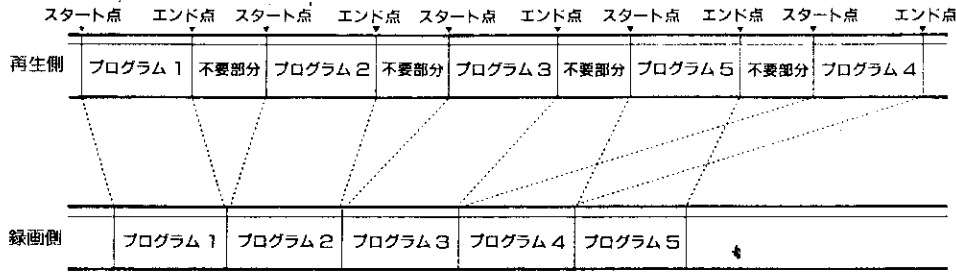 スタート点 エンド点 スタート点 エンド点 スタート点 エンド点 スタート点 エンド点 スタート点 エンド点
再生側 プログラム 1 不要部分 プログラム 2 不要部分 プログラム 3 不要部分 プログラム 5 不要部分 プログラム 4
録画側 プログラム 1 プログラム 2 プログラム 3 プログラム 4 プログラム 5